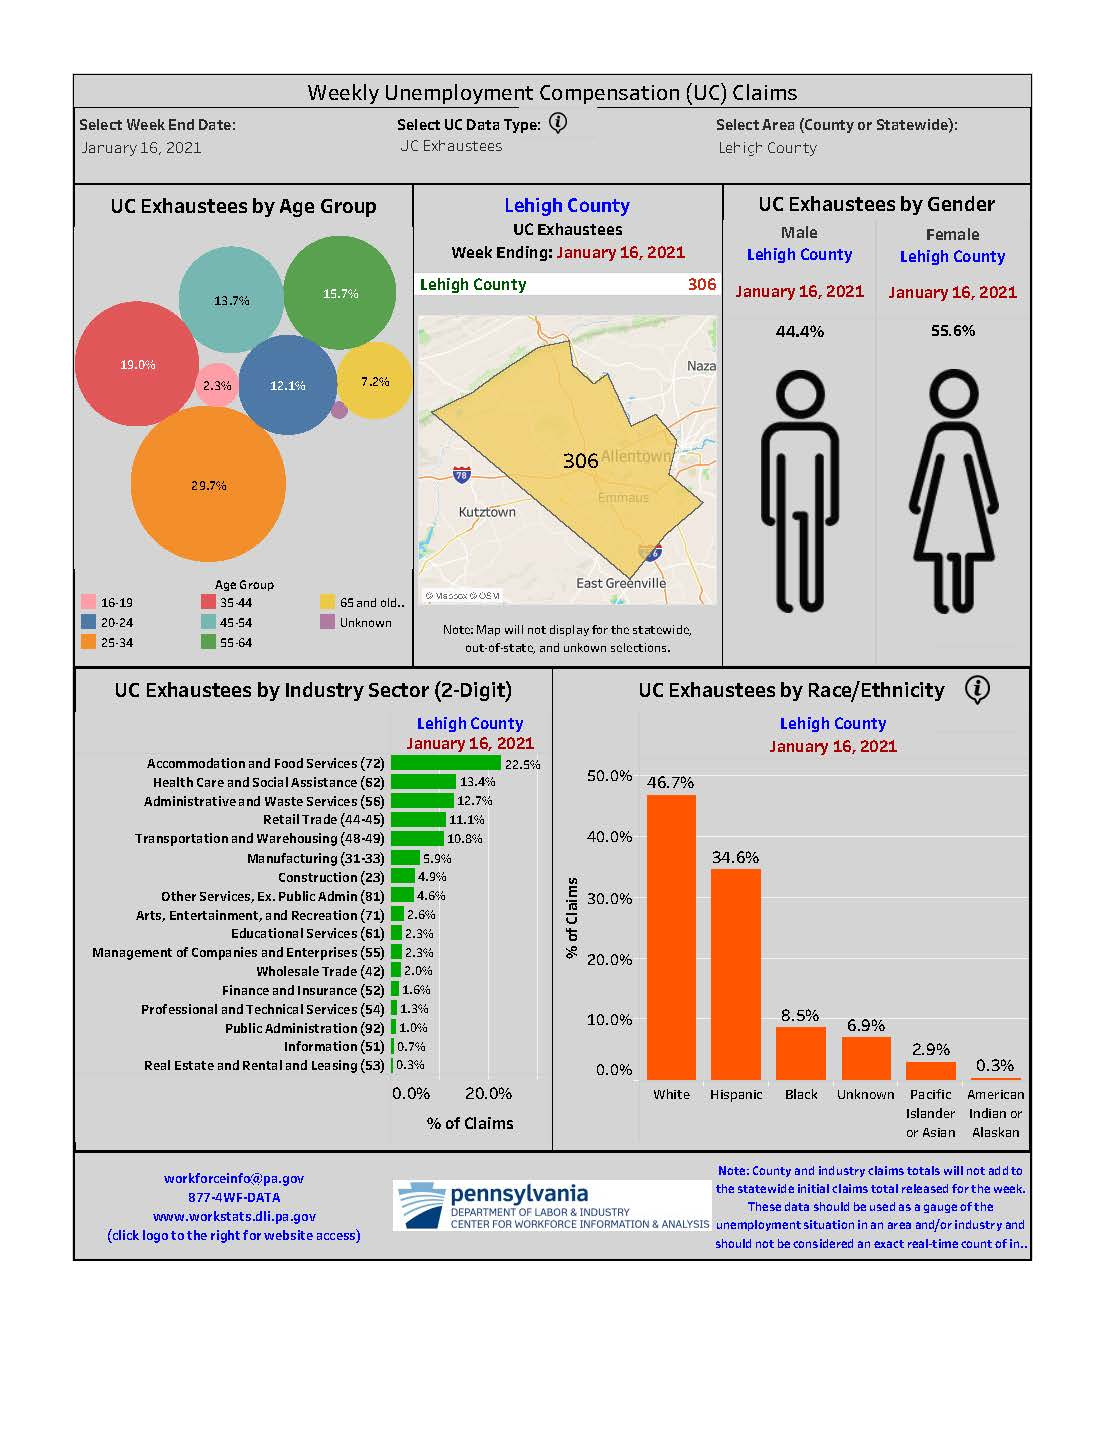 Weekly Unemployment Compensation (UC) Claims
Select Week End Date:
January 16, 2021
Select UC Data Type:
UC Exhaustees
Select Area (County or Statewide):
Lehigh County
UC Exhaustees by Age Group
13.7%
15.7%
19.0%
2.3%
12.1%
7.2%
29.7%
Age Group
16-19
35-44
65 and old..
20-24
45-54
Unknown
25-34
55-64
Lehigh County
UC Exhaustees
Week Ending: January 16, 2021
Lehigh County 306
Naza
306
Allentown
78
Emmaus
Kutztown
East Greenville
© Mapbox © OSM
Note: Map will not display for the statewide,
out-of-state, and unkown selections.
UC Exhaustees by Gender
Male
Lehigh County
January 16, 2021
44.4%
Female
Lehigh County
January 16, 2021
55.6%
UC Exhaustees by Industry Sector (2-Digit)
Lehigh County
January 16, 2021
Accommodation and Food Services (72) 22.5%
Health Care and Social Assistance (62) 13.4%
Administrative and Waste Services (56) 12.7%
Retail Trade (44-45) 11.1%
Transportation and Warehousing (48-49) 10.8%
Manufacturing (31-33) 5.9%
Construction (23) 4.9%
Other Services, Ex. Public Admin (81) 4.6%
Arts, Entertainment, and Recreation (71) 2.6%
Educational Services (61) 2.3%
Management of Companies and Enterprises (55) 2.3%
Wholesale Trade (42) 2.0%
Finance and Insurance (52) 1.6%
Professional and Technical Services (54) 1.3%
Public Administration (92) 1.0%
Information (51) 0.7%
Real Estate and Rental and Leasing (53) 0.3%
0.0% 20.0%
% of Claims
UC Exhaustees by Race/Ethnicity
Lehigh County
January 16, 2021
% of Claims
50.0%
40.0%
30.0%
20.0%
10.0%
0.0%
46.7%
34.6%
8.5%
6.9%
2.9%
0.3%
White
Hispanic
Black
Unknown
Pacific
Islander
or Asian
American
Indian or
Alaskan
workforceinfo@pa.gov
877-4WF-DATA
www.workstats.dli.pa.gov
(click logo to the right for website access)
pennsylvania
DEPARTMENT OF LABOR & INDUSTRY
CENTER FOR WORKFORCE INFORMATION & ANALYSIS
Note: County and industry claims totals will not add to
the statewide initial claims total released for the week.
These data should be used as a gauge of the
unemployment situation in an area and/or industry and
should not be considered an exact real-time count of in..